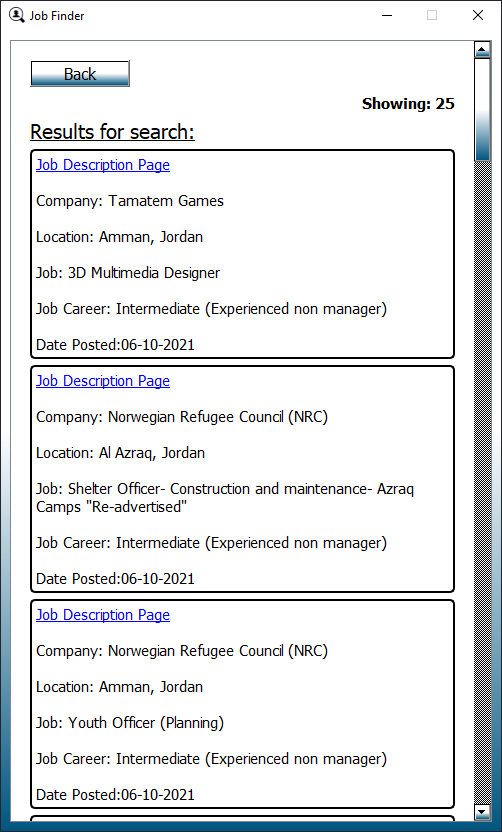 Job Finder
Back
Showing: 25
Results for search:
Job Description Page
Company: Tamatem Games
Location: Amman, Jordan
Job: 3D Multimedia Designer
Job Career: Intermediate (Experienced non manager)
Date Posted:06-10-2021
Job Description Page
Company: Norwegian Refugee Council (NRC)
Location: Al Azraq, Jordan
Job: Shelter Officer- Construction and maintenance- Azraq
Camps "Re-advertised"
Job Career: Intermediate (Experienced non manager)
Date Posted:06-10-2021
Job Description Page
Company: Norwegian Refugee Council (NRC)
Location: Amman, Jordan
Job: Youth Officer (Planning)
Job Career: Intermediate (Experienced non manager)
Date Posted:06-10-2021